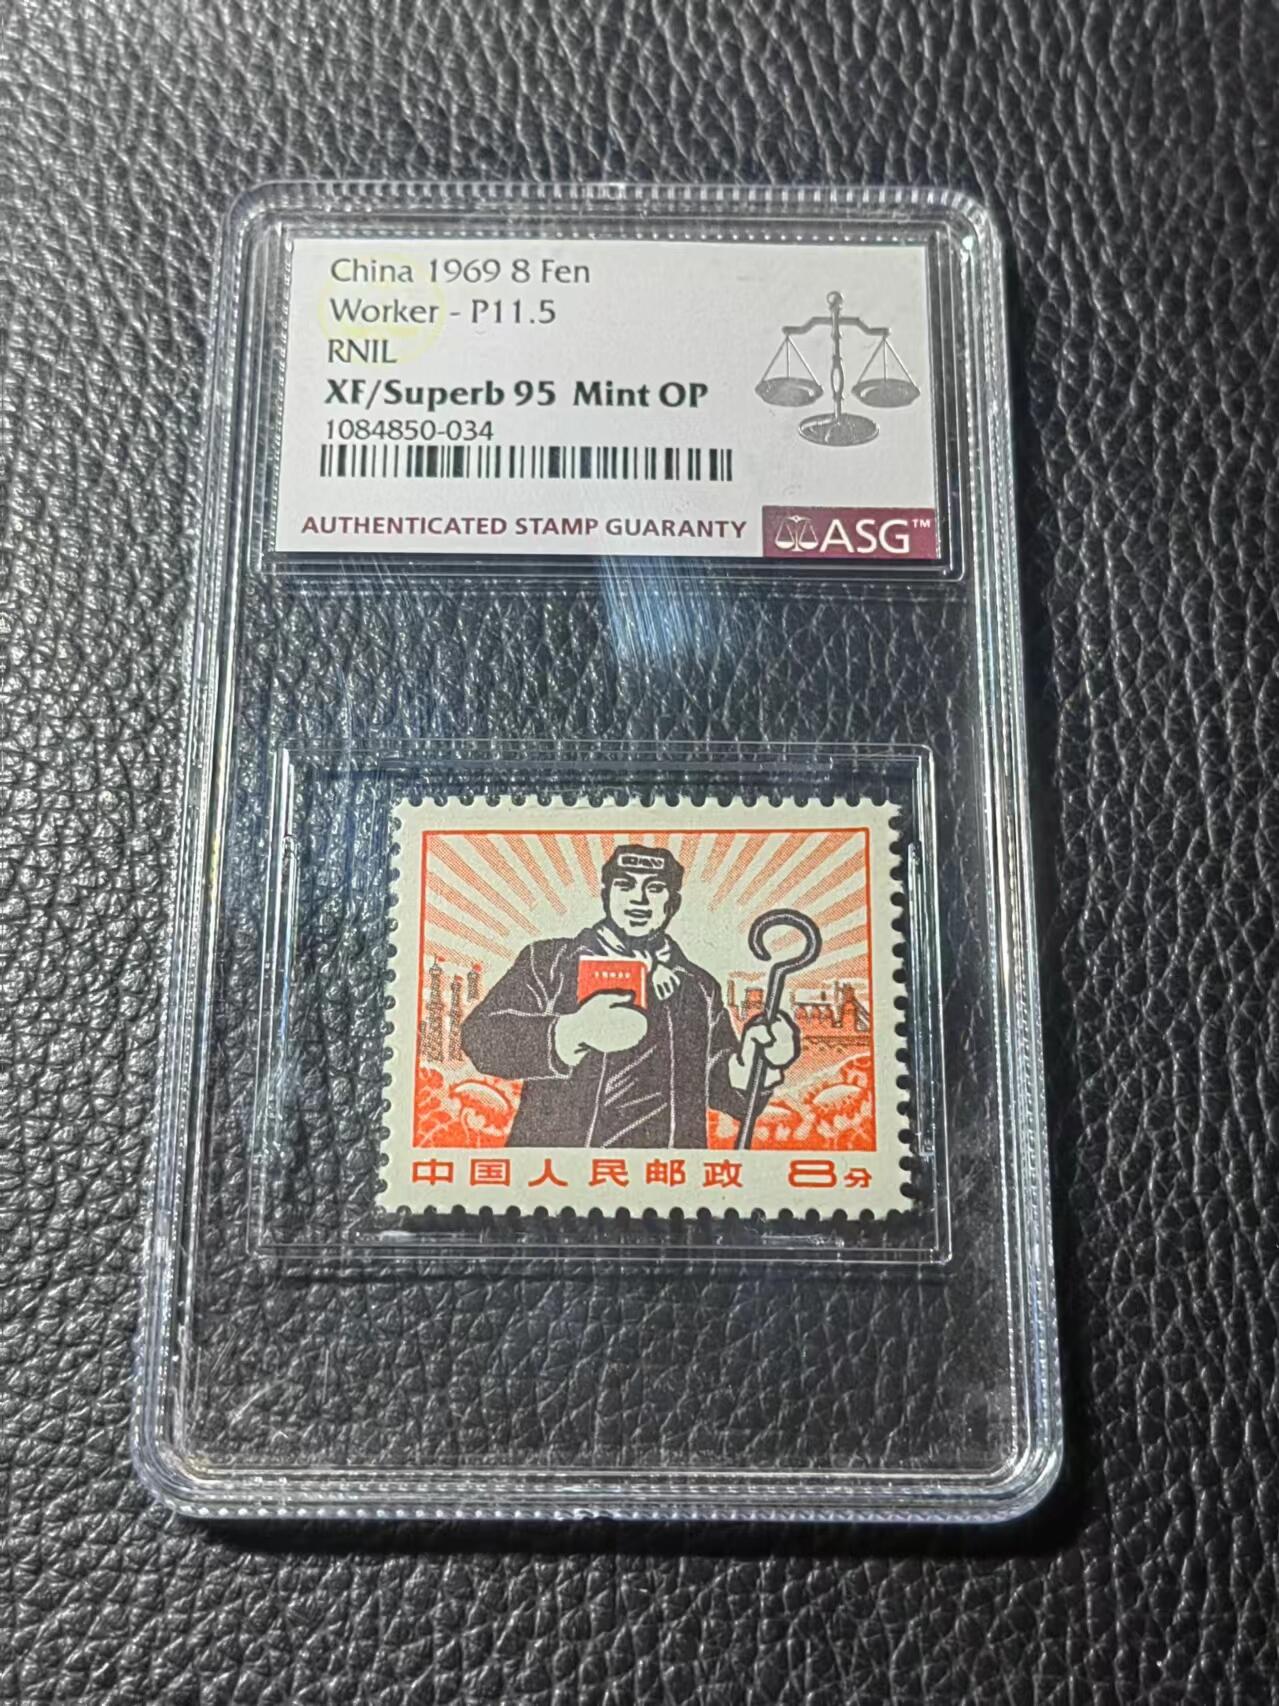 China 1969 8 Fen
Worker - P11.5
RNIL
XF/Superb 95 Mint OP
1084850-034
AUTHENTICATED STAMP GUARANTY
ASG™
中国人民邮政 8分